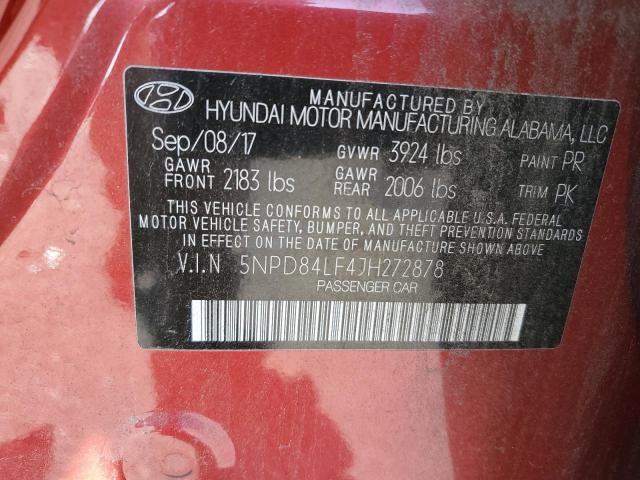 MANUFACTURED BY
HYUNDAI MOTOR MANUFACTURING ALABAMA, LLC
Sep/08/17 GVWR 3924 lbs PAINT PR
GAWR FRONT 2183 lbs GAWR REAR 2006 lbs TRIM PK
THIS VEHICLE CONFORMS TO ALL APPLICABLE U.S.A. FEDERAL
MOTOR VEHICLE SAFETY, BUMPER, AND THEFT PREVENTION STANDARDS
IN EFFECT ON THE DATE OF MANUFACTURE SHOWN ABOVE
V.I.N 5NPD84LF4JH272878
PASSENGER CAR